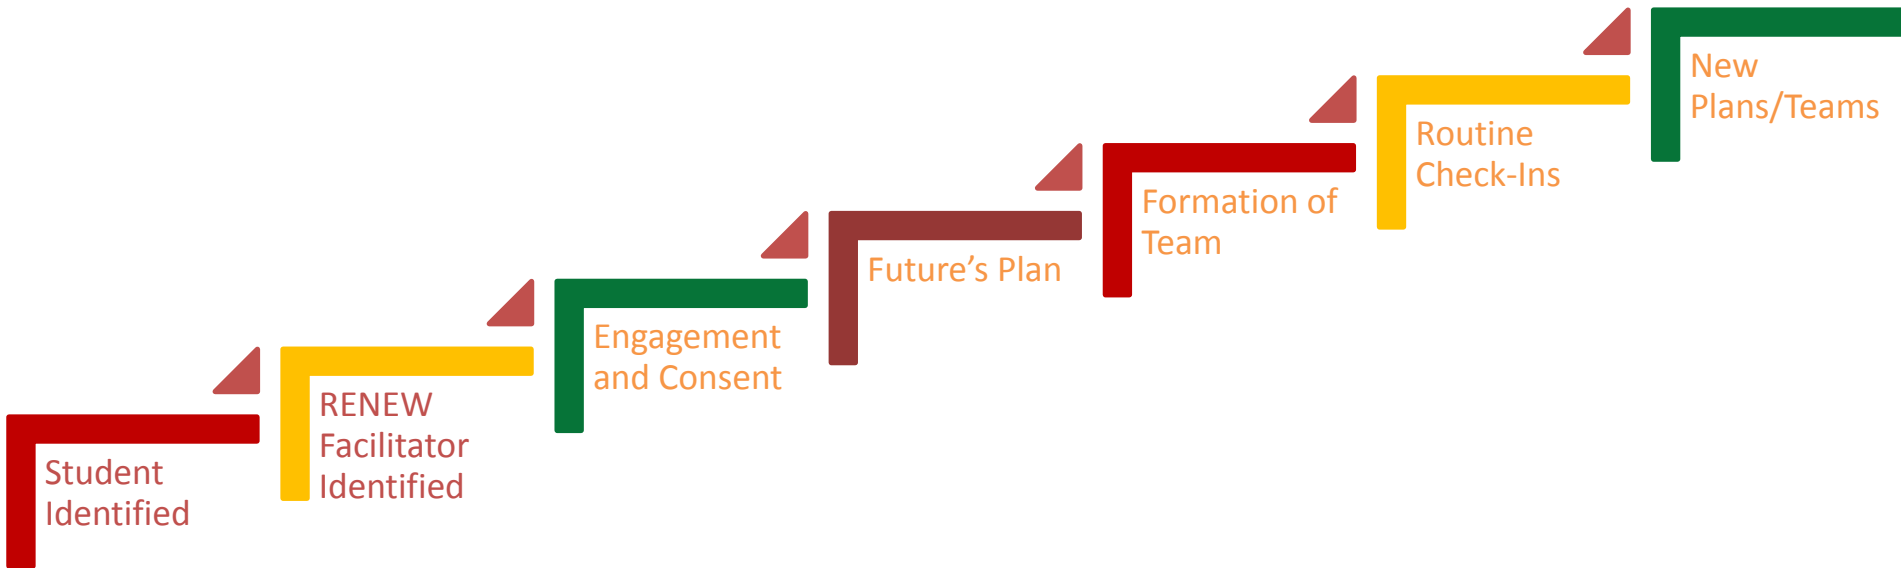 Student
Identified
RENEW
Facilitator
Identified
Engagement
and Consent
Future’s Plan
Formation of
Team
Routine
Check-Ins
New
Plans/Teams